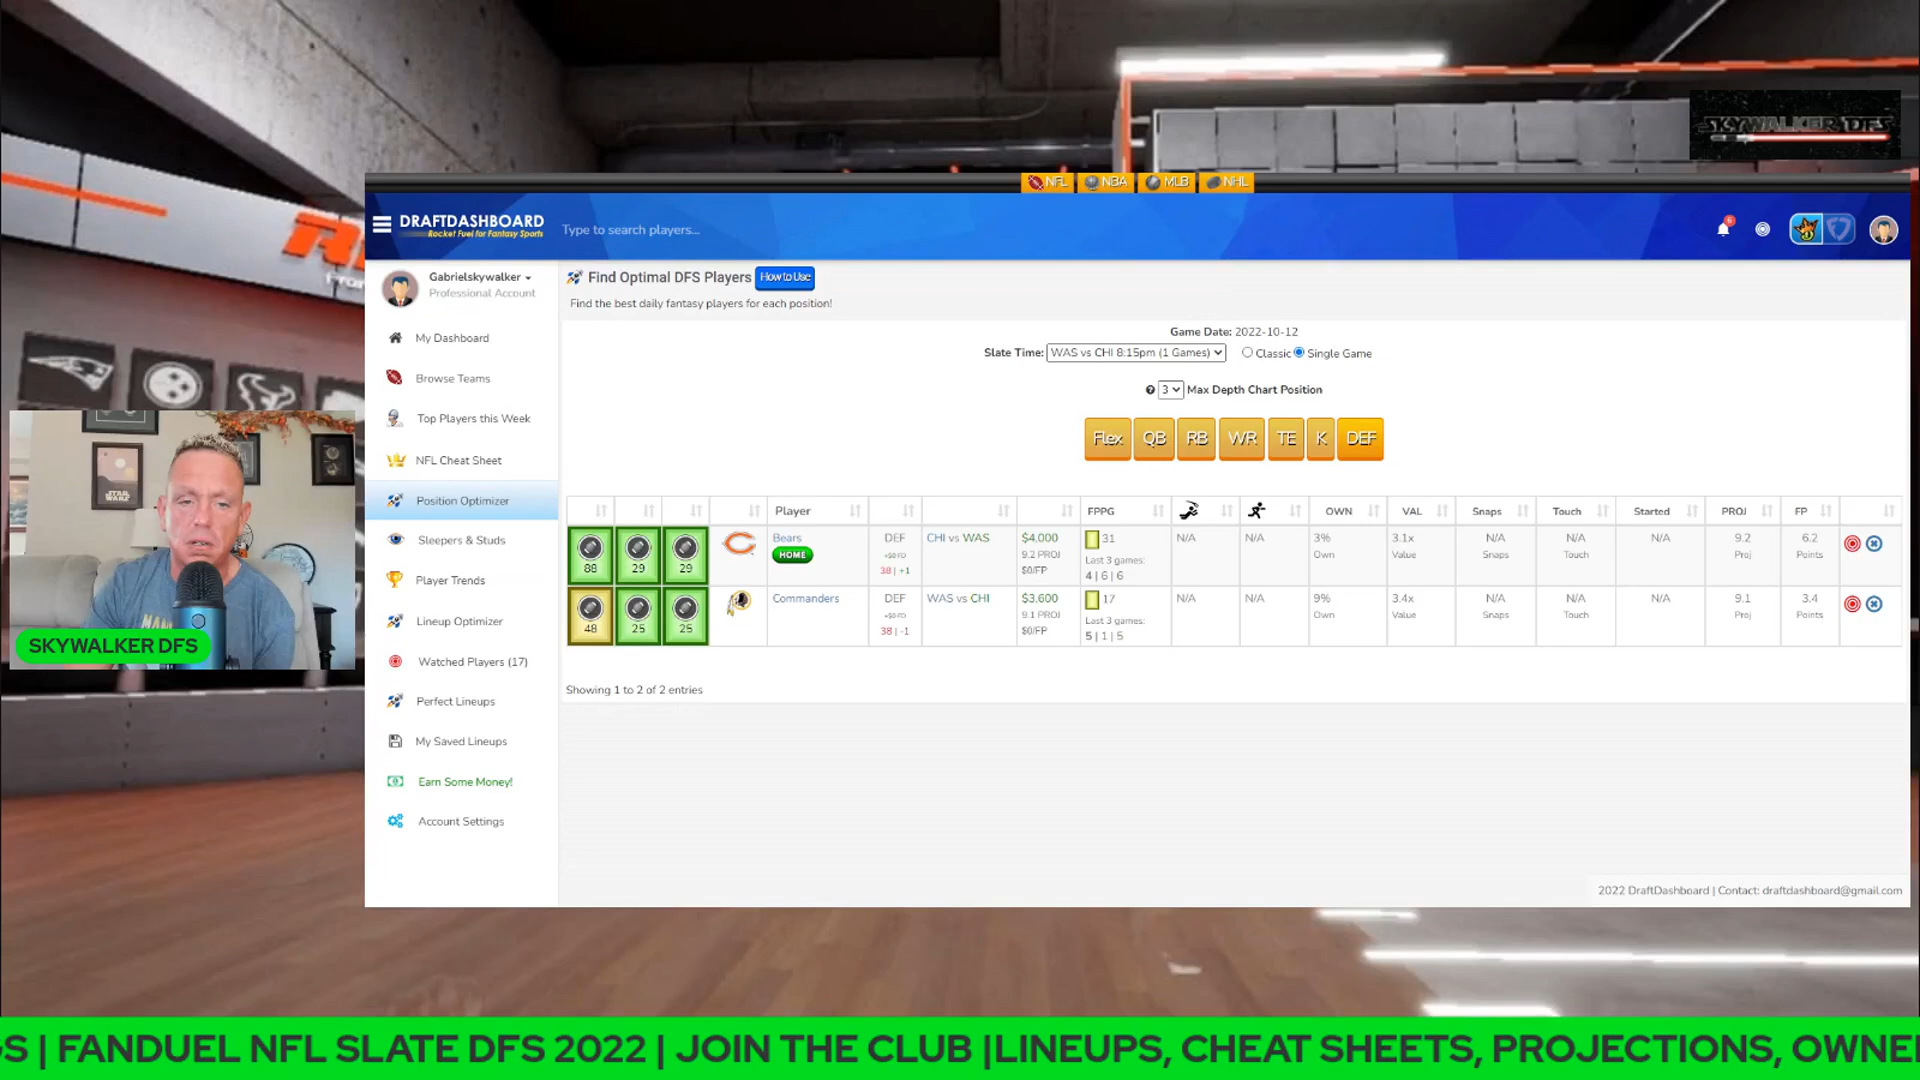 SKYWALKER DFS
NFL NBA MLB NHL
DRAFTDASHBOARD
Rocket Fuel for Fantasy Sports
Type to search players...
6
Gabrielskywalker
Professional Account
My Dashboard
Browse Teams
Top Players this Week
NFL Cheat Sheet
Position Optimizer
Sleepers & Studs
Player Trends
Lineup Optimizer
Watched Players (17)
Perfect Lineups
My Saved Lineups
Earn Some Money!
Account Settings
Find Optimal DFS Players How to Use
Find the best daily fantasy players for each position!
Game Date: 2022-10-12
Slate Time: WAS vs CHI 8:15pm (1 Games) Classic Single Game
3 Max Depth Chart Position
Flex QB RB WR TE K DEF
Player FPPG OWN VAL Snaps Touch Started PROJ FP
88 29 29 Bears DEF CHI vs WAS $4,000 31 N/A N/A 3% 3.1x N/A N/A N/A 9.2 6.2
HOME +$0 FD 9.2 PROJ Last 3 games: Own Value Snaps Touch Proj Points
38 | +1 $0/FP 4 | 6 | 6
48 25 25 Commanders DEF WAS vs CHI $3,600 17 N/A N/A 9% 3.4x N/A N/A N/A 9.1 3.4
+$0 FD 9.1 PROJ Last 3 games: Own Value Snaps Touch Proj Points
38 | -1 $0/FP 5 | 1 | 5
Showing 1 to 2 of 2 entries
2022 DraftDashboard | Contact: draftdashboard@gmail.com
STAR WARS
SKYWALKER DFS
GS | FANDUEL NFL SLATE DFS 2022 | JOIN THE CLUB |LINEUPS, CHEAT SHEETS, PROJECTIONS, OWNE